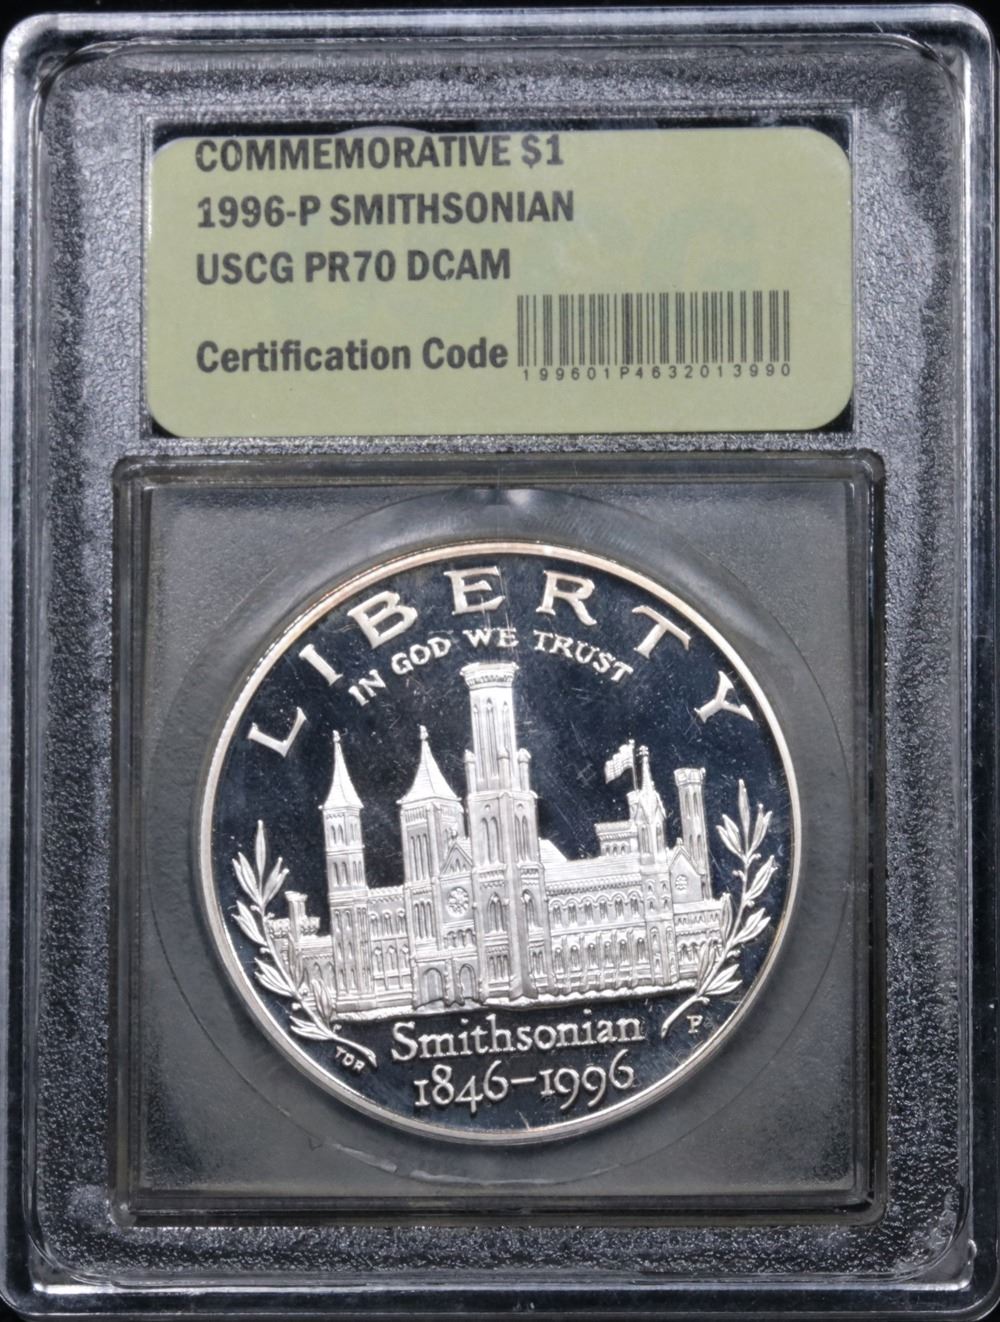 COMMEMORATIVE $1
1996-P SMITHSONIAN
USCG PR70 DCAM
Certification Code
199601P4632013990
LIBERTY
IN GOD WE TRUST
TDR
P
Smithsonian
1846-1996